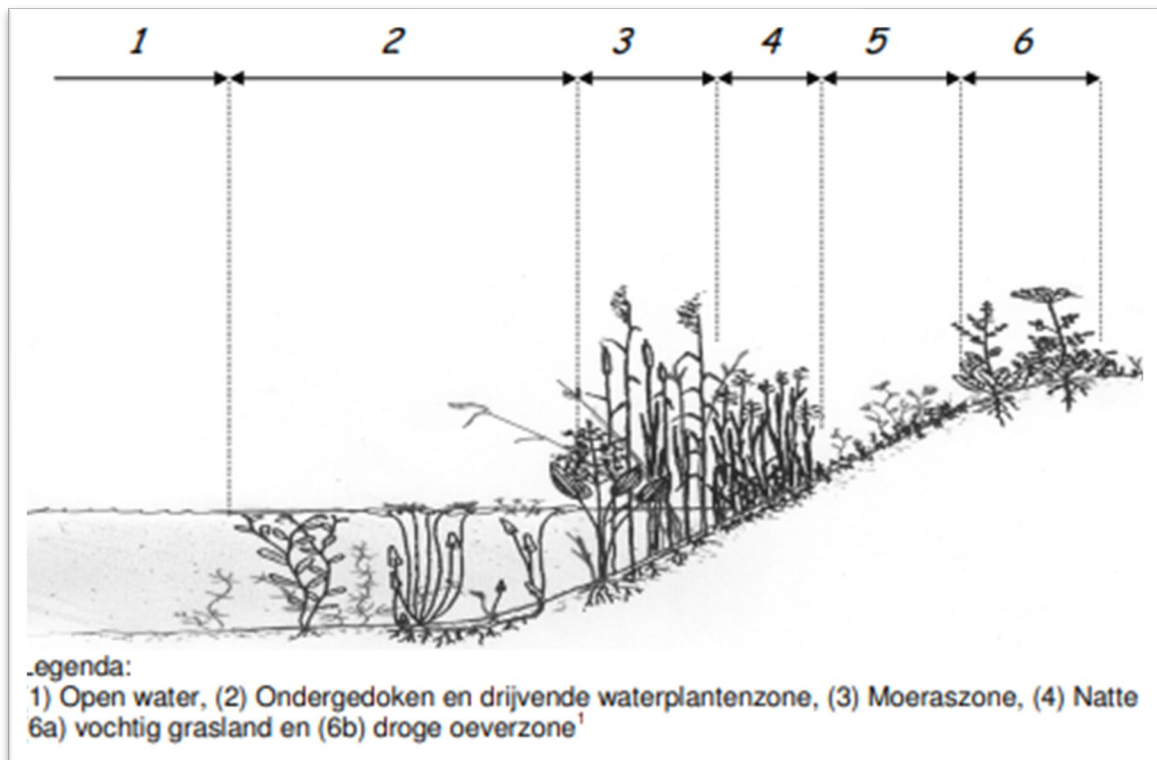 1 2 3 4 5 6
Legenda:
1) Open water, (2) Ondergedoken en drijvende waterplantenzone, (3) Moeraszone, (4) Natte
6a) vochtig grasland en (6b) droge oeverzone¹